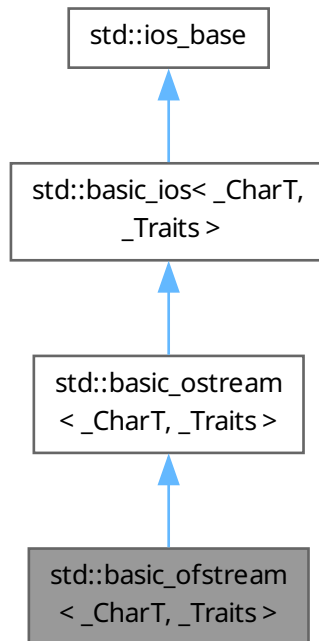 std::ios_base
std::basic_ios< _CharT,
_Traits >
std::basic_ostream
< _CharT, _Traits >
std::basic_ofstream
< _CharT, _Traits >